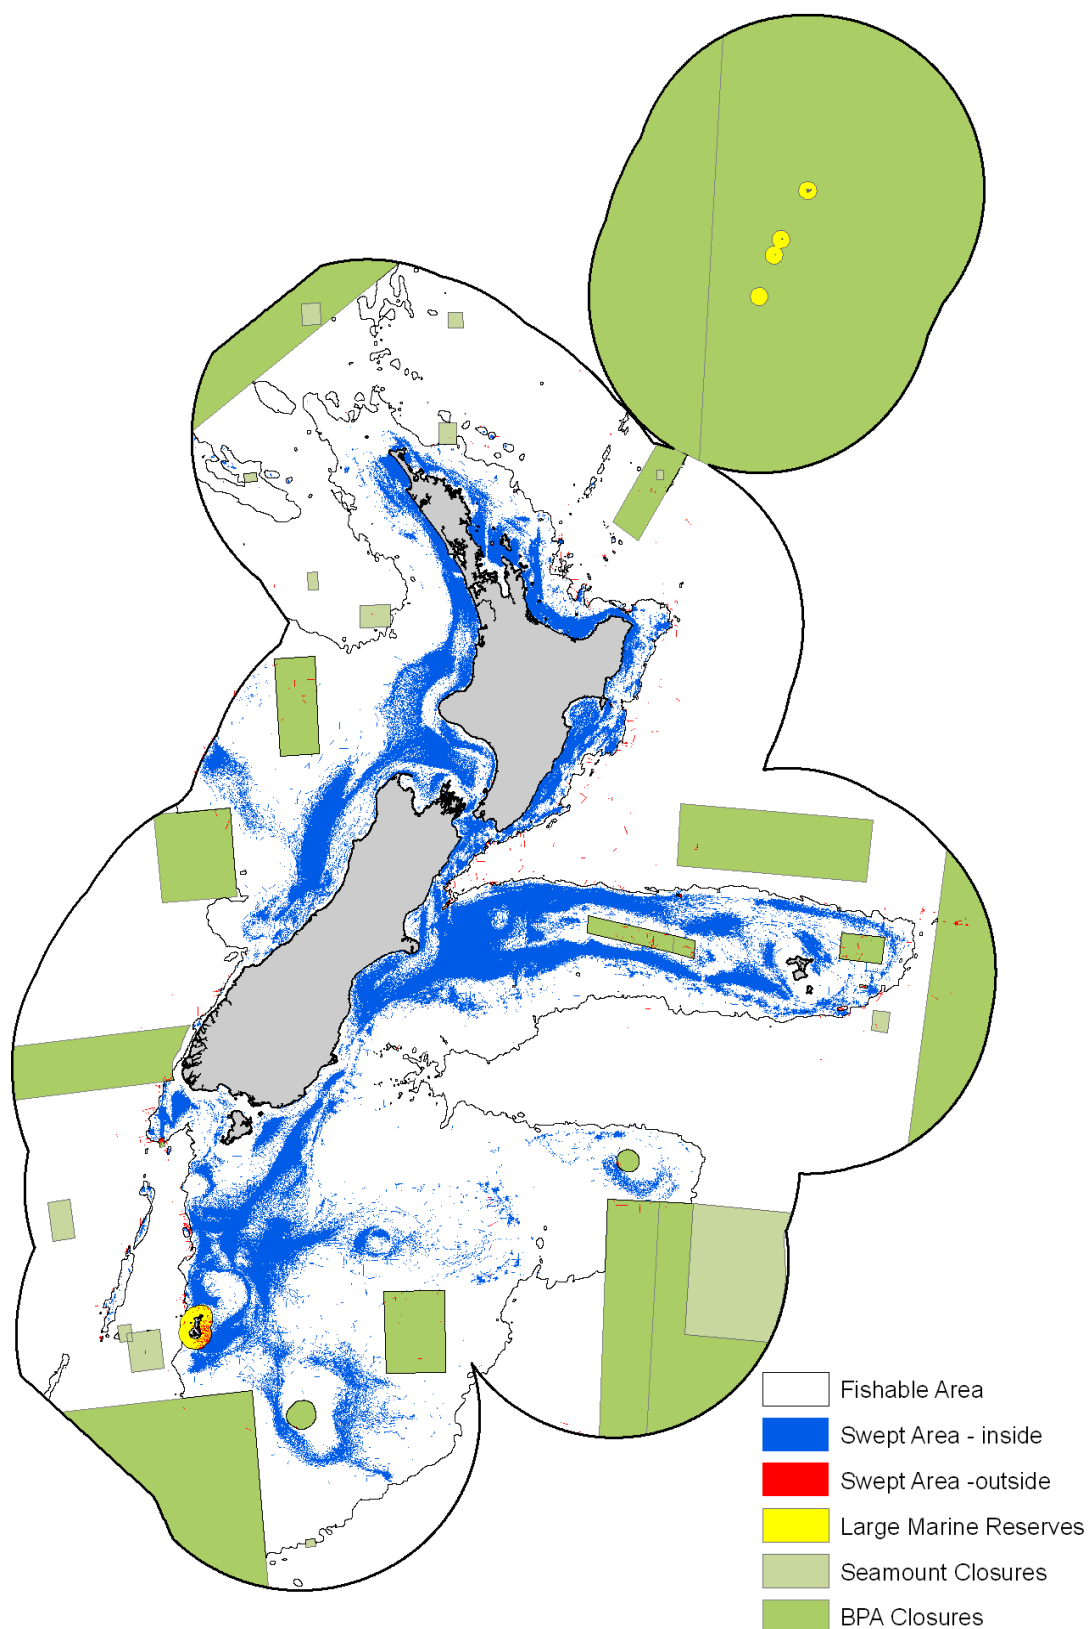 Fishable Area
Swept Area - inside
Swept Area -outside
Large Marine Reserves
Seamount Closures
BPA Closures